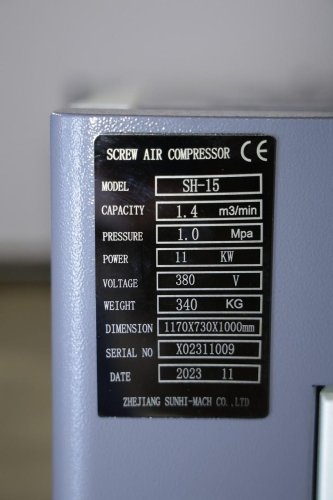 SCREW AIR COMPRESSOR CE
MODEL SH-15
CAPACITY 1.4 m3/min
PRESSURE 1.0 Mpa
POWER 11 KW
VOLTAGE 380 V
WEIGHT 340 KG
DIMENSION 1170X730X1000mm
SERIAL NO X02311009
DATE 2023 11
ZHEJIANG SUNHI-MACH CO.,LTD